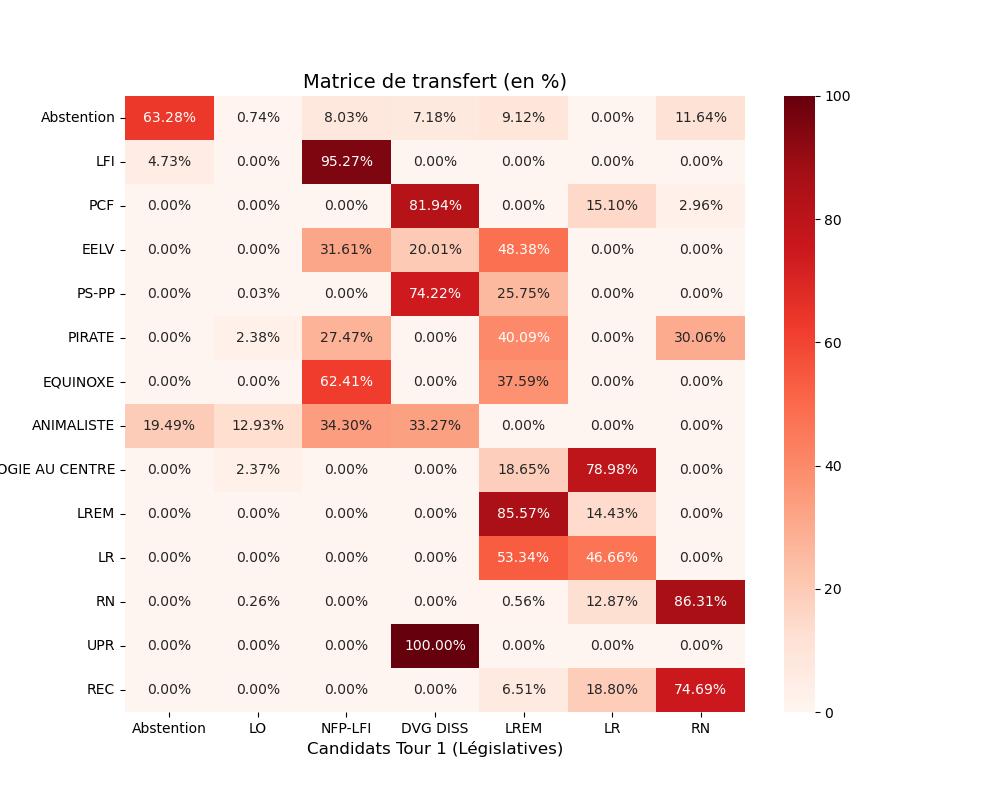 Matrice de transfert (en %)
Abstention 63.28% 0.74% 8.03% 7.18% 9.12% 0.00% 11.64% 100
LFI 4.73% 0.00% 95.27% 0.00% 0.00% 0.00% 0.00%
PCF 0.00% 0.00% 0.00% 81.94% 0.00% 15.10% 2.96% 80
EELV 0.00% 0.00% 31.61% 20.01% 48.38% 0.00% 0.00%
PS-PP 0.00% 0.03% 0.00% 74.22% 25.75% 0.00% 0.00%
PIRATE 0.00% 2.38% 27.47% 0.00% 40.09% 0.00% 30.06% 60
EQUINOXE 0.00% 0.00% 62.41% 0.00% 37.59% 0.00% 0.00%
ANIMALISTE 19.49% 12.93% 34.30% 33.27% 0.00% 0.00% 0.00%
OGIE AU CENTRE 0.00% 2.37% 0.00% 0.00% 18.65% 78.98% 0.00% 40
LREM 0.00% 0.00% 0.00% 0.00% 85.57% 14.43% 0.00%
LR 0.00% 0.00% 0.00% 0.00% 53.34% 46.66% 0.00%
RN 0.00% 0.26% 0.00% 0.00% 0.56% 12.87% 86.31% 20
UPR 0.00% 0.00% 0.00% 100.00% 0.00% 0.00% 0.00%
REC 0.00% 0.00% 0.00% 0.00% 6.51% 18.80% 74.69% 0
Abstention LO NFP-LFI DVG DISS LREM LR RN
Candidats Tour 1 (Législatives)